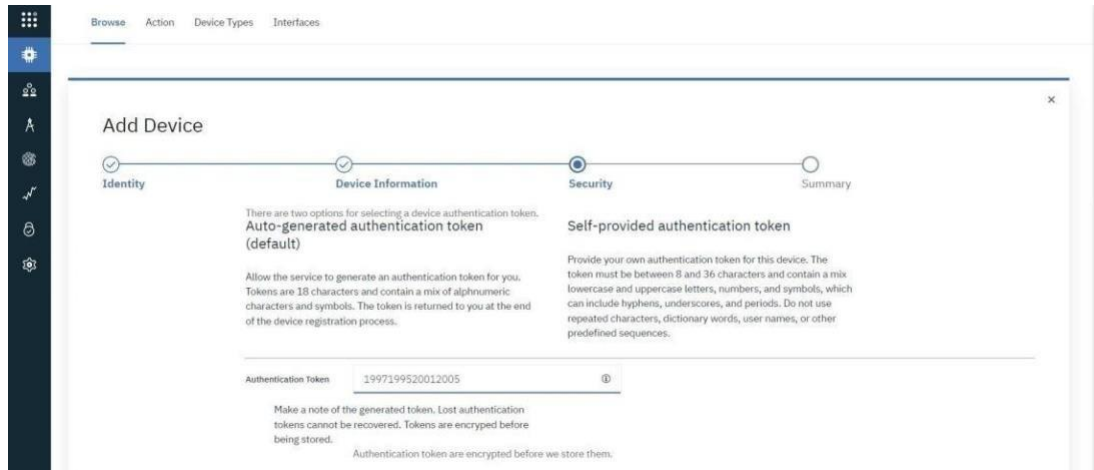 Browse Action Device Types Interfaces
×
Add Device
Identity Device Information Security Summary
There are two options for selecting a device authentication token.
Auto-generated authentication token
(default)
Allow the service to generate an authentication token for you.
Tokens are 18 characters and contain a mix of alphnumeric
characters and symbols. The token is returned to you at the end
of the device registration process.
Self-provided authentication token
Provide your own authentication token for this device. The
token must be between 8 and 36 characters and contain a mix
lowercase and uppercase letters, numbers, and symbols, which
can include hyphens, underscores, and periods. Do not use
repeated characters, dictionary words, user names, or other
predefined sequences.
Authentication Token 1997199520012005
Make a note of the generated token. Lost authentication
tokens cannot be recovered. Tokens are encryped before
being stored.
Authentication token are encrypted before we store them.